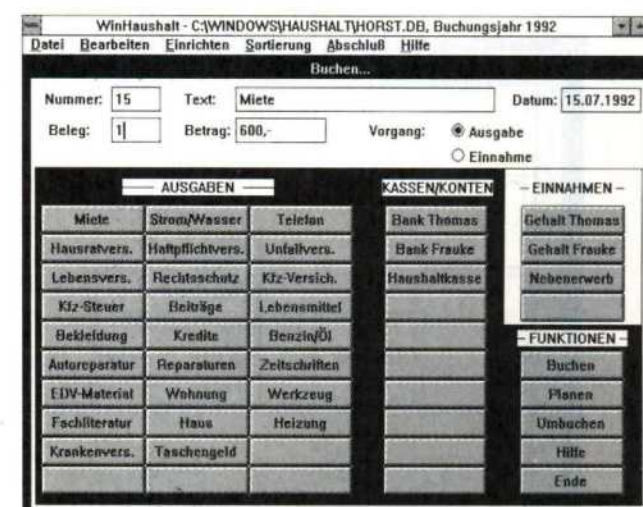 WinHaushalt - C:\WINDOWS\HAUSHALT\HORST.DB, Buchungsjahr 1992
Datei Bearbeiten Einrichten Sortierung Abschluß Hilfe
Buchen...
Nummer: 15 Text: Miete Datum: 15.07.1992
Beleg: 1 Betrag: 600,- Vorgang: Ausgabe
Einnahme
AUSGABEN KASSEN/KONTEN EINNAHMEN
Miete Strom/Wasser Telefon Bank Thomas Gehalt Thomas
Hausratvers. Haftpflichtvers. Unfallvers. Bank Frauke Gehalt Frauke
Lebensvers. Rechtsschutz Kfz-Versich. Haushaltkasse Nebenerwerb
Kfz-Steuer Beiträge Lebensmittel
Bekleidung Kredite Benzin/Öl FUNKTIONEN
Autoreparatur Reparaturen Zeitschriften Buchen
EDV-Material Wohnung Werkzeug Planen
Fachliteratur Haus Heizung Umbuchen
Krankenvers. Taschengeld Hilfe
Ende